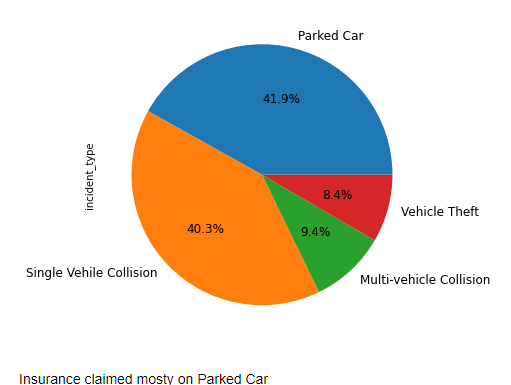 Parked Car
41.9%
incident_type
8.4%
Vehicle Theft
40.3%
9.4%
Single Vehile Collision
Multi-vehicle Collision
Insurance claimed mosty on Parked Car